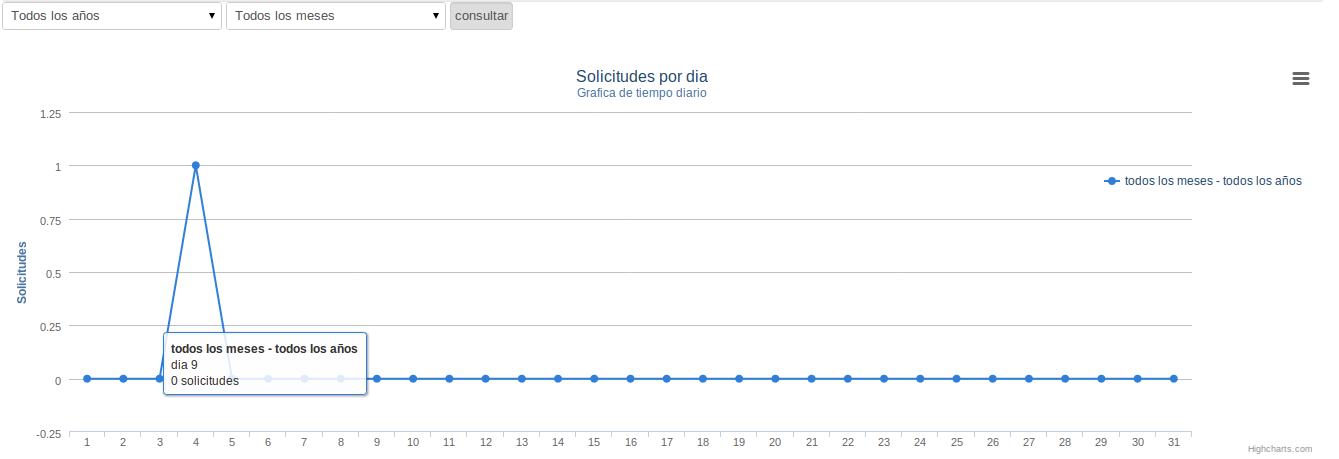 Todos los años
Todos los meses
consultar
Solicitudes por dia
Grafica de tiempo diario
1.25
1
0.75
0.5
0.25
0
-0.25
Solicitudes
todos los meses - todos los años
todos los meses - todos los años
dia 9
0 solicitudes
1 2 3 4 5 6 7 8 9 10 11 12 13 14 15 16 17 18 19 20 21 22 23 24 25 26 27 28 29 30 31
Highcharts.com